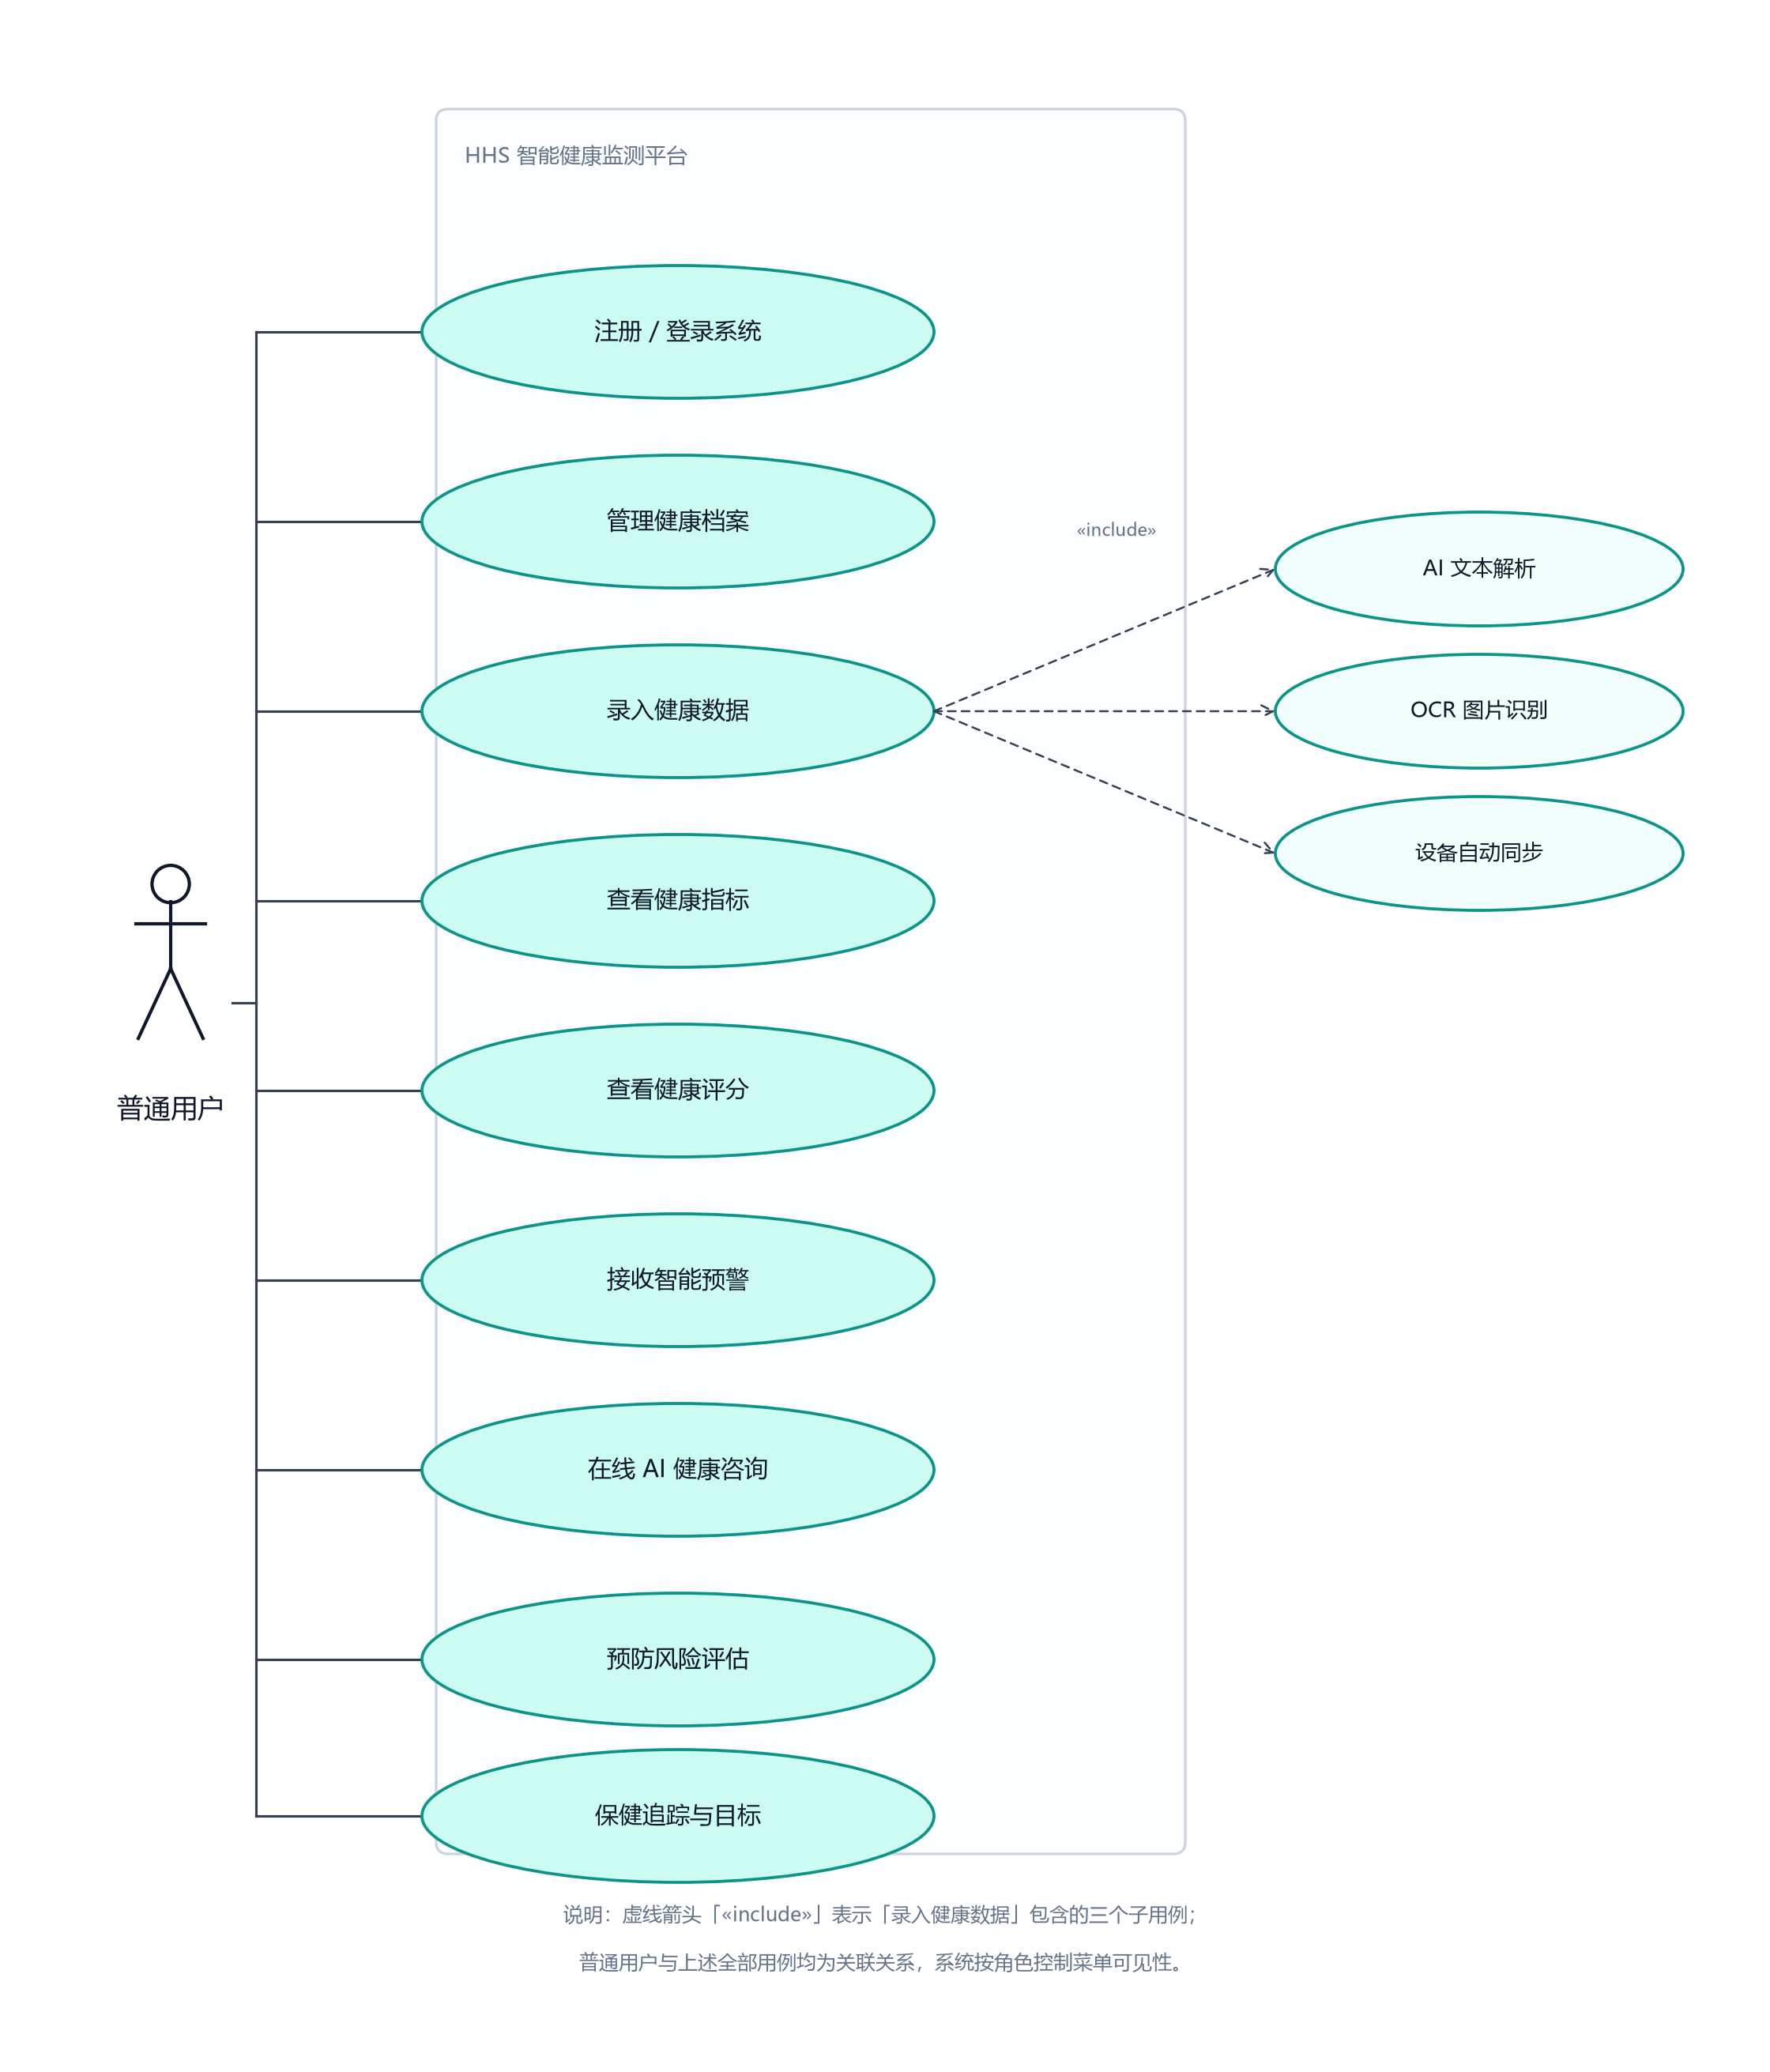 HHS 智能健康监测平台
注册 / 登录系统
管理健康档案
«include»
AI 文本解析
录入健康数据
OCR 图片识别
设备自动同步
查看健康指标
查看健康评分
普通用户
接收智能预警
在线 AI 健康咨询
预防风险评估
保健追踪与目标
说明：虚线箭头「«include»」表示「录入健康数据」包含的三个子用例；
普通用户与上述全部用例均为关联关系，系统按角色控制菜单可见性。